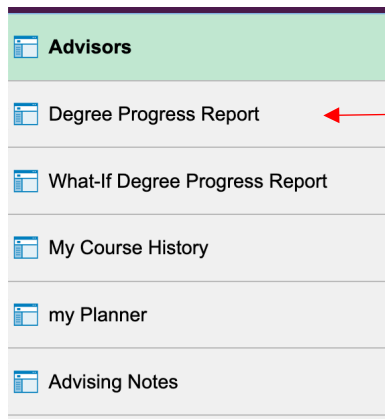 Advisors
Degree Progress Report
What-If Degree Progress Report
My Course History
my Planner
Advising Notes